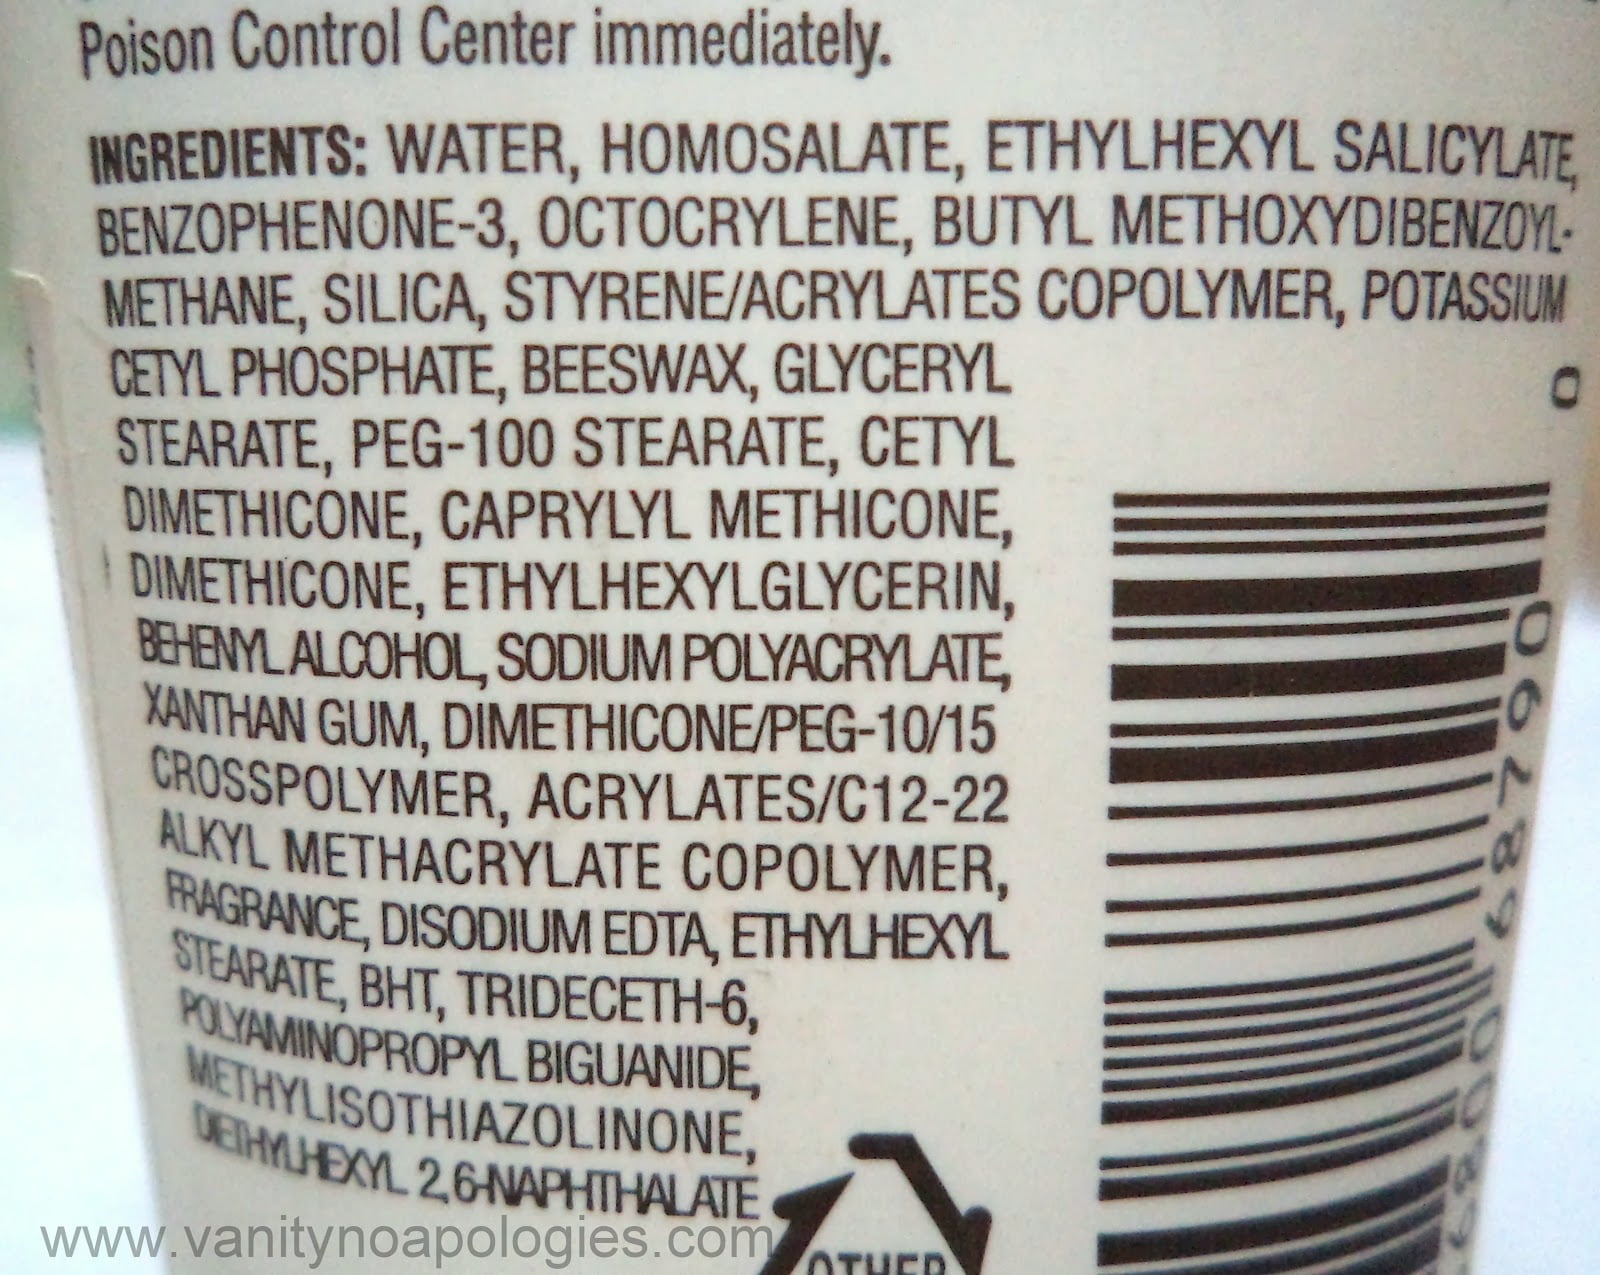 Poison Control Center immediately.
INGREDIENTS: WATER, HOMOSALATE, ETHYLHEXYL SALICYLATE,
BENZOPHENONE-3, OCTOCRYLENE, BUTYL METHOXYDIBENZOYL-
METHANE, SILICA, STYRENE/ACRYLATES COPOLYMER, POTASSIUM
CETYL PHOSPHATE, BEESWAX, GLYCERYL
STEARATE, PEG-100 STEARATE, CETYL
DIMETHICONE, CAPRYLYL METHICONE,
DIMETHICONE, ETHYLHEXYLGLYCERIN,
BEHENYL ALCOHOL, SODIUM POLYACRYLATE,
XANTHAN GUM, DIMETHICONE/PEG-10/15
CROSSPOLYMER, ACRYLATES/C12-22
ALKYL METHACRYLATE COPOLYMER,
FRAGRANCE, DISODIUM EDTA, ETHYLHEXYL
STEARATE, BHT, TRIDECETH-6,
POLYAMINOPROPYL BIGUANIDE,
METHYLISOTHIAZOLINONE,
DIETHYLHEXYL 2,6-NAPHTHALATE
OTHER
www.vanitynoapologies.com